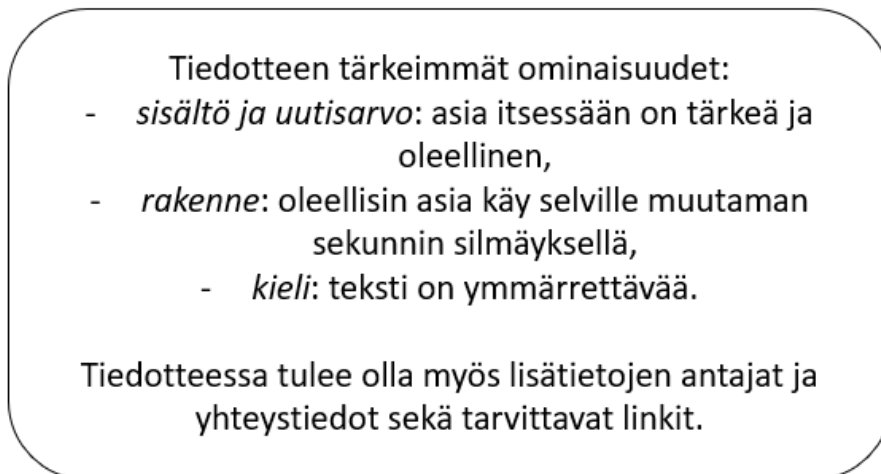 Tiedotteen tärkeimmät ominaisuudet:
- sisältö ja uutisarvo: asia itsessään on tärkeä ja
oleellinen,
- rakenne: oleellisin asia käy selville muutaman
sekunnin silmäyksellä,
- kieli: teksti on ymmärrettävää.
Tiedotteessa tulee olla myös lisätietojen antajat ja
yhteystiedot sekä tarvittavat linkit.